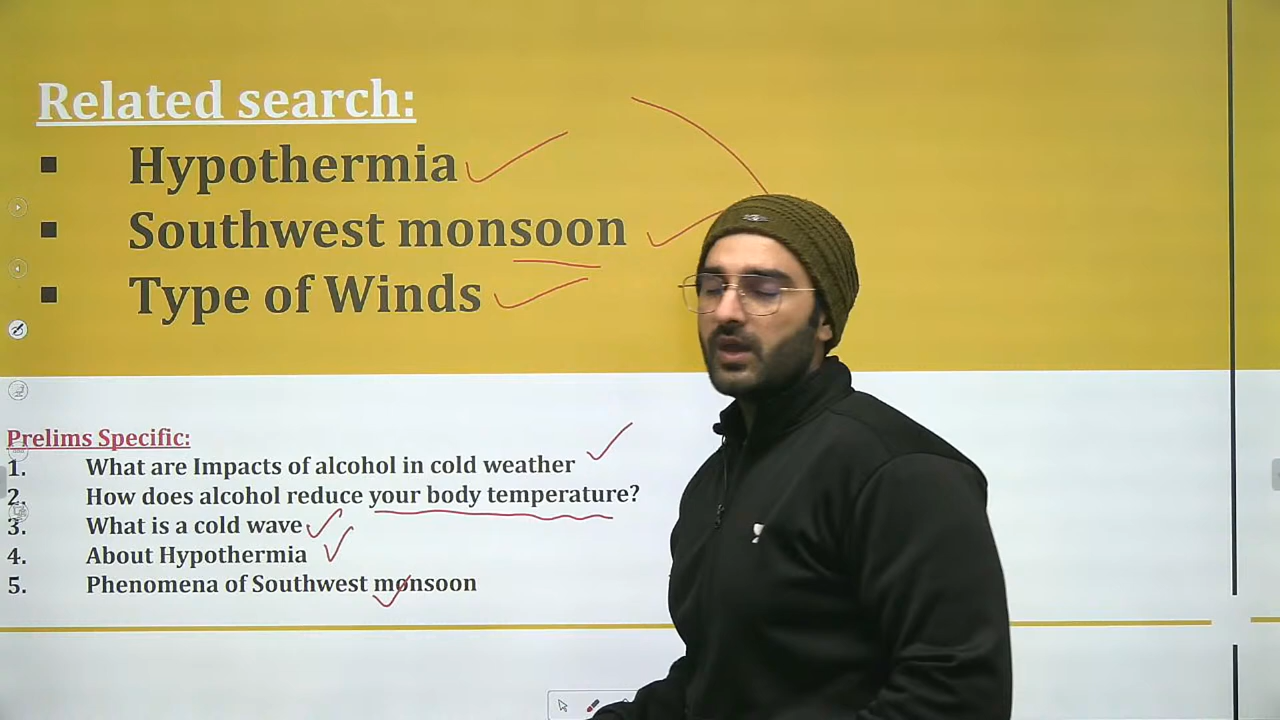 Related search:
▪ Hypothermia
▪ Southwest monsoon
▪ Type of Winds
Prelims Specific:
1. What are Impacts of alcohol in cold weather
2. How does alcohol reduce your body temperature?
3. What is a cold wave
4. About Hypothermia
5. Phenomena of Southwest monsoon